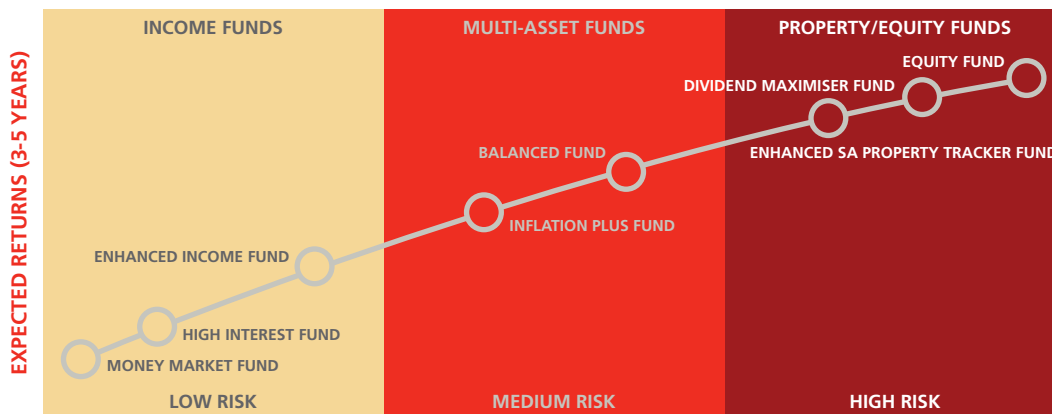 EXPECTED RETURNS (3-5 YEARS)
INCOME FUNDS
MULTI-ASSET FUNDS
PROPERTY/EQUITY FUNDS
EQUITY FUND
DIVIDEND MAXIMISER FUND
ENHANCED SA PROPERTY TRACKER FUND
BALANCED FUND
INFLATION PLUS FUND
ENHANCED INCOME FUND
HIGH INTEREST FUND
MONEY MARKET FUND
LOW RISK
MEDIUM RISK
HIGH RISK